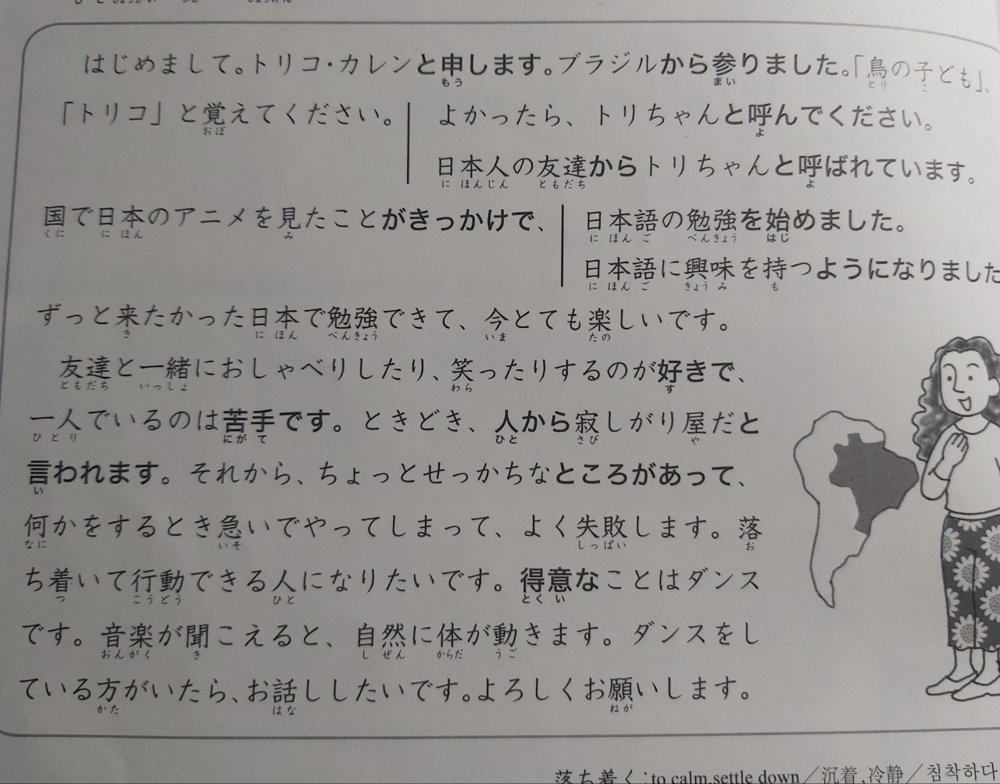 はじめまして。トリコ・カレンと申します。ブラジルから参りました。「鳥の子ども」、
「トリコ」と覚えてください。
よかったら、トリちゃんと呼んでください。
日本人の友達からトリちゃんと呼ばれています。
国で日本のアニメを見たことがきっかけで、
日本語の勉強を始めました。
日本語に興味を持つようになりました
ずっと来たかった日本で勉強できて、今とても楽しいです。
友達と一緒におしゃべりしたり、笑ったりするのが好きで、
一人でいるのは苦手です。ときどき、人から寂しがり屋だと
言われます。それから、ちょっとせっかちなところがあって、
何かをするとき急いでやってしまって、よく失敗します。落
ち着いて行動できる人になりたいです。得意なことはダンス
です。音楽が聞こえると、自然に体が動きます。ダンスをし
ている方がいたら、お話ししたいです。よろしくお願いします。
落ち着く:to calm,settle down／沉着,冷静／침착하다